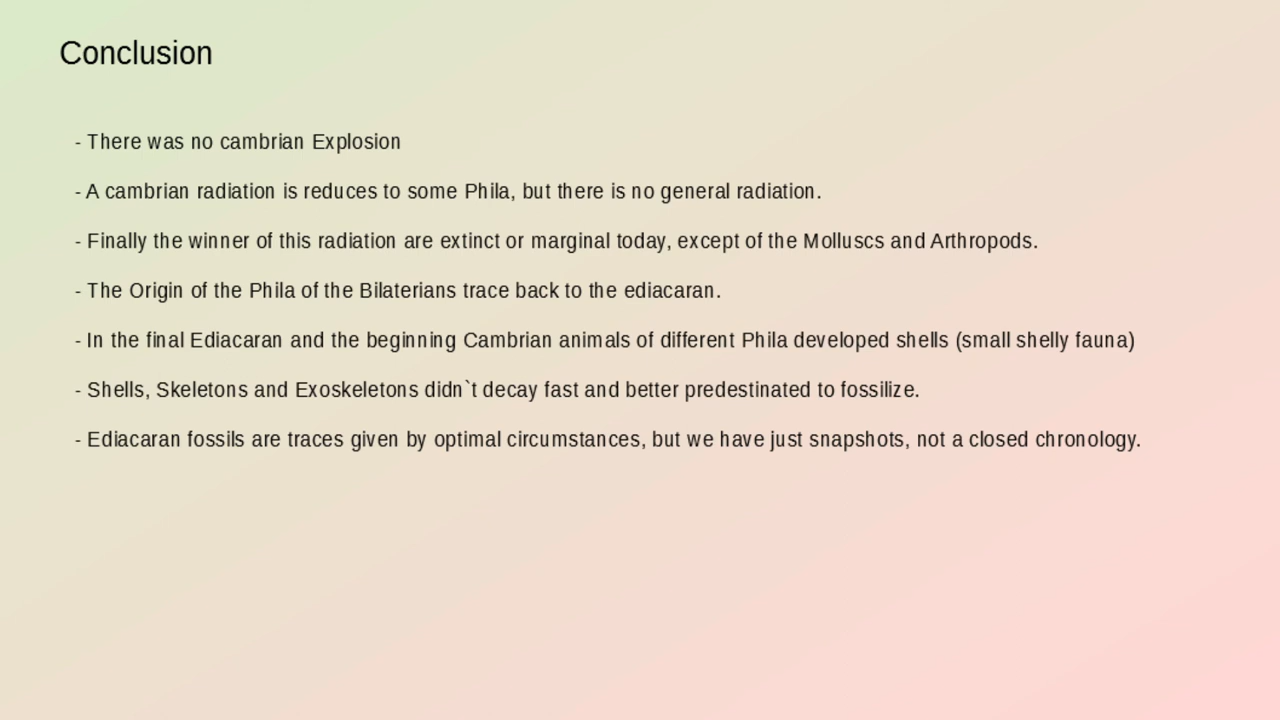 Conclusion
- There was no cambrian Explosion
- A cambrian radiation is reduces to some Phila, but there is no general radiation.
- Finally the winner of this radiation are extinct or marginal today, except of the Molluscs and Arthropods.
- The Origin of the Phila of the Bilaterians trace back to the ediacaran.
- In the final Ediacaran and the beginning Cambrian animals of different Phila developed shells (small shelly fauna)
- Shells, Skeletons and Exoskeletons didn`t decay fast and better predestinated to fossilize.
- Ediacaran fossils are traces given by optimal circumstances, but we have just snapshots, not a closed chronology.